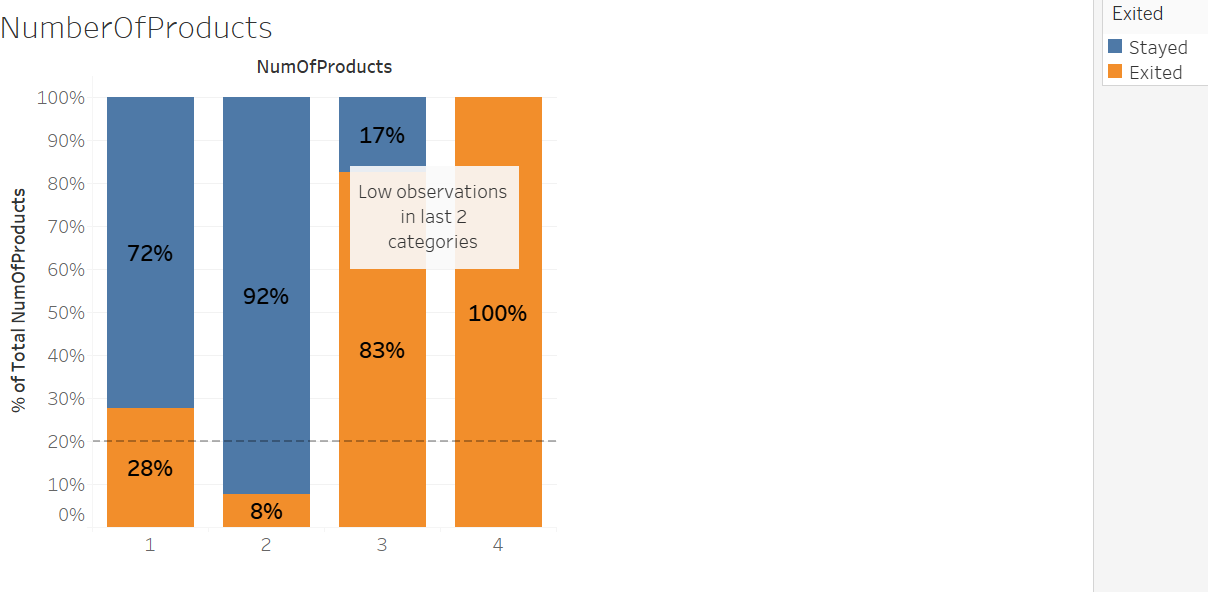 NumberOfProducts
NumOfProducts
% of Total NumOfProducts
100%
90%
80%
70%
60%
50%
40%
30%
20%
10%
0%
72%
28%
92%
8%
17%
83%
100%
Low observations
in last 2
categories
1
2
3
4
Exited
Stayed
Exited